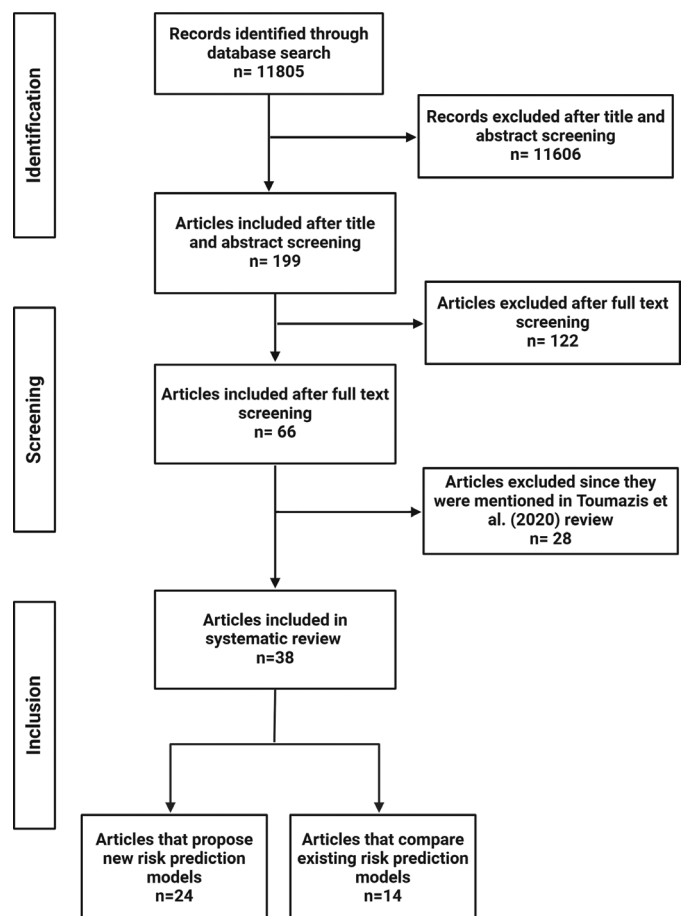 Identification
Records identified through
database search
n= 11805
Records excluded after title and
abstract screening
n= 11606
Articles included after title
and abstract screening
n= 199
Screening
Articles excluded after full text
screening
n= 122
Articles included after full text
screening
n= 66
Articles excluded since they
were mentioned in Toumazis
et al. (2020) review
n= 28
Inclusion
Articles included in
systematic review
n=38
Articles that propose
new risk prediction
models
n=24
Articles that compare
existing risk prediction
models
n=14